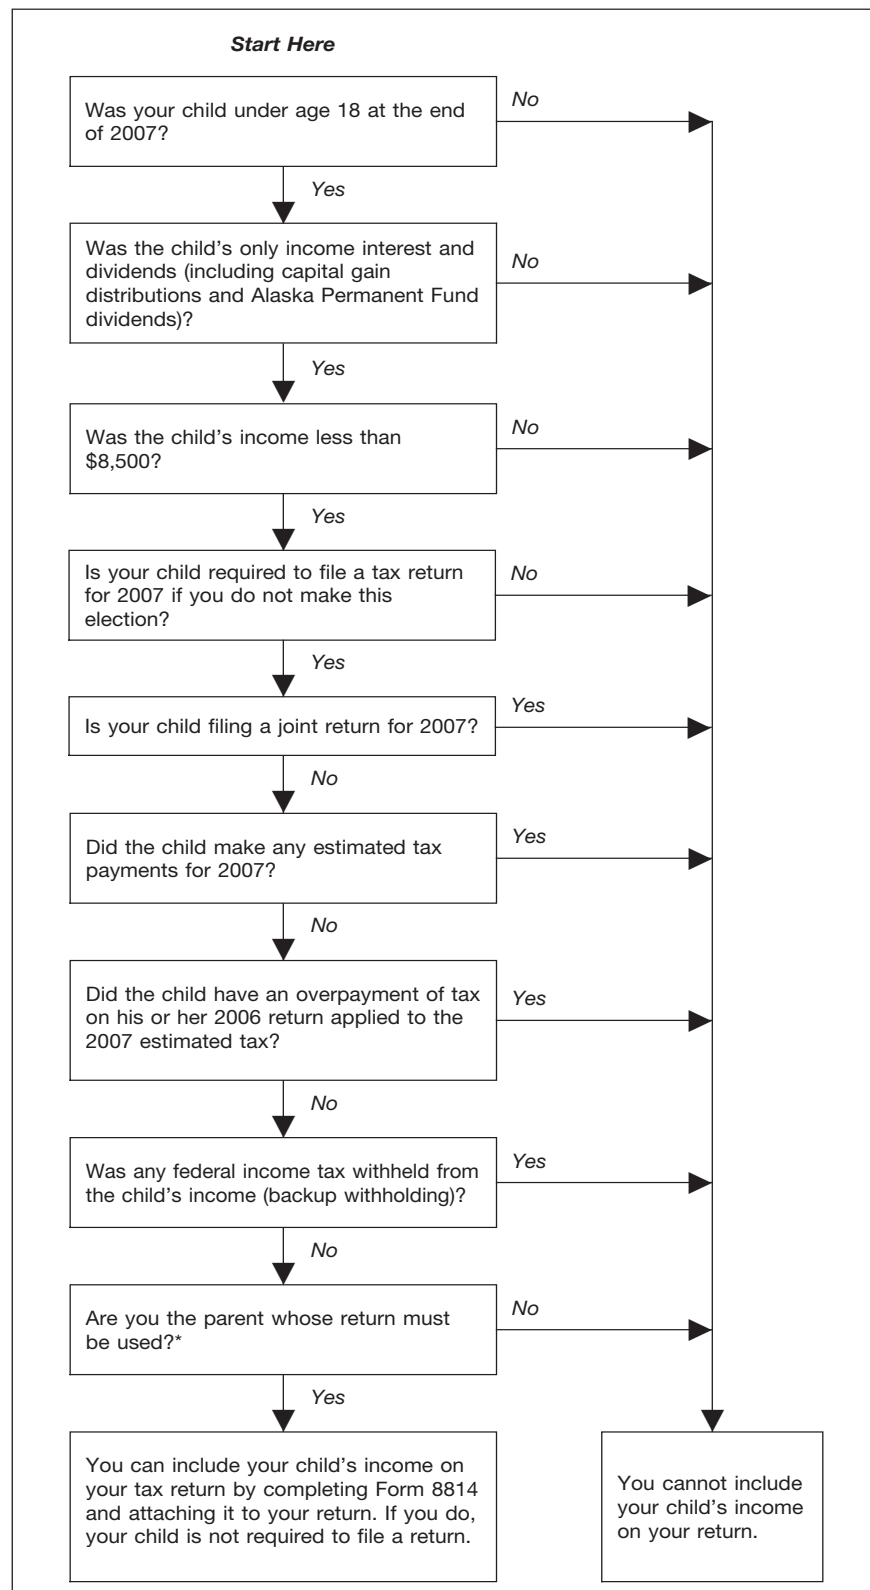 Start Here
Was your child under age 18 at the end
of 2007?
No
Yes
Was the child's only income interest and
dividends (including capital gain
distributions and Alaska Permanent Fund
dividends)?
No
Yes
Was the child's income less than
$8,500?
No
Yes
Is your child required to file a tax return
for 2007 if you do not make this
election?
No
Yes
Is your child filing a joint return for 2007?
Yes
No
Did the child make any estimated tax
payments for 2007?
Yes
No
Did the child have an overpayment of tax
on his or her 2006 return applied to the
2007 estimated tax?
Yes
No
Was any federal income tax withheld from
the child's income (backup withholding)?
Yes
No
Are you the parent whose return must
be used?*
No
Yes
You can include your child's income on
your tax return by completing Form 8814
and attaching it to your return. If you do,
your child is not required to file a return.
You cannot include
your child's income
on your return.